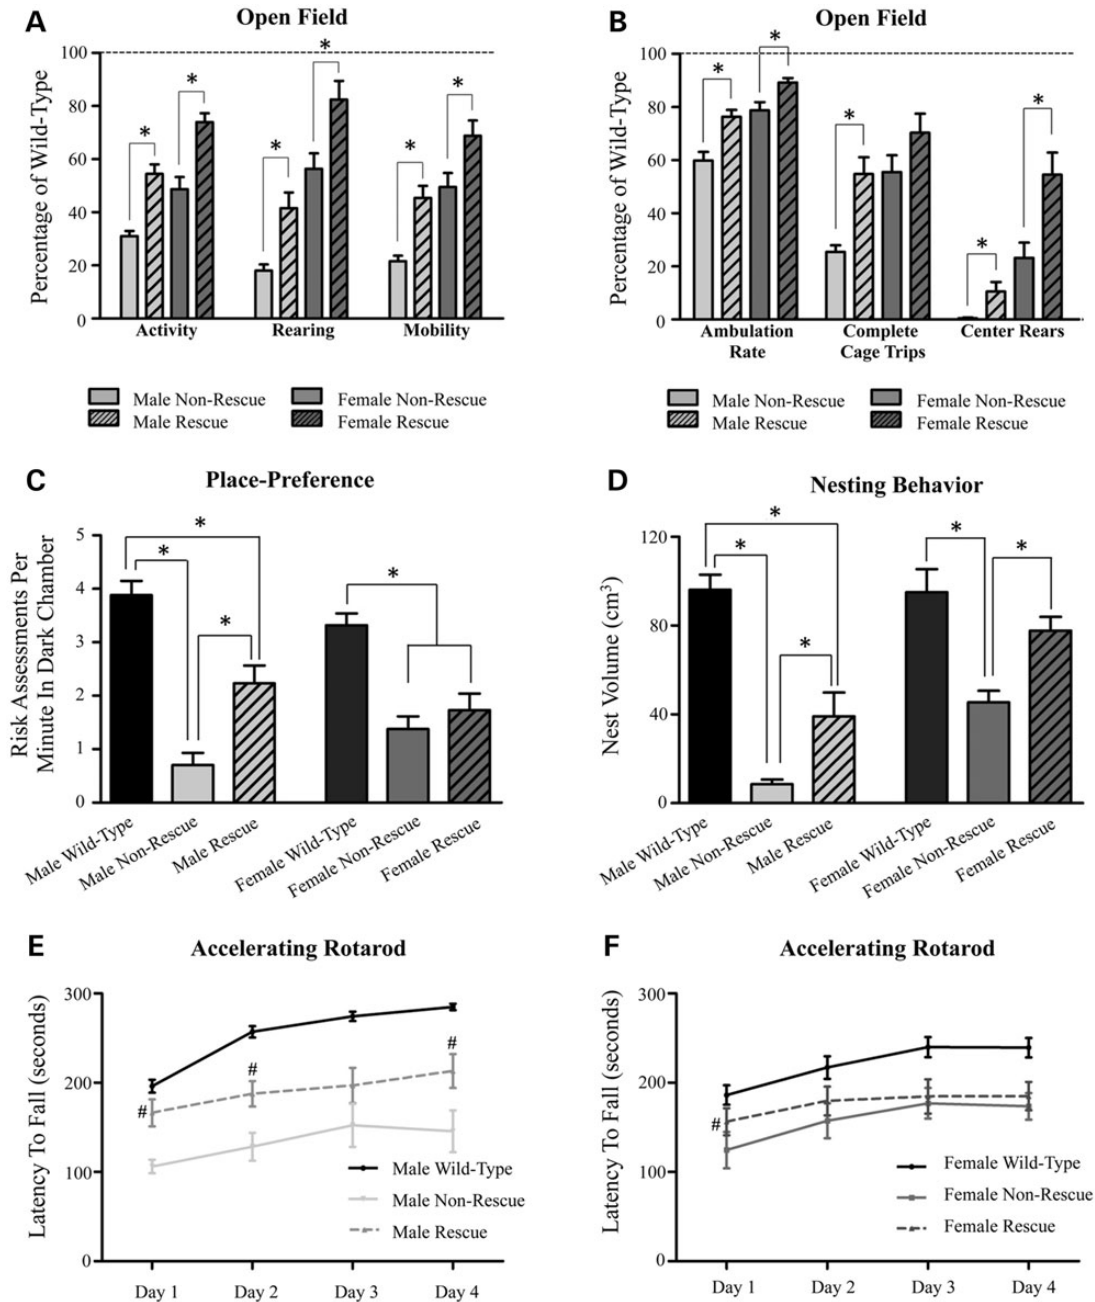 A
Open Field
Percentage of Wild-Type
100
80
60
40
20
0
*
*
*
*
*
*
Activity
Rearing
Mobility
Male Non-Rescue
Female Non-Rescue
Male Rescue
Female Rescue
B
Open Field
Percentage of Wild-Type
100
80
60
40
20
0
*
*
*
*
*
Ambulation
Rate
Complete
Cage Trips
Center Rears
Male Non-Rescue
Female Non-Rescue
Male Rescue
Female Rescue
C
Place-Preference
Risk Assessments Per
Minute In Dark Chamber
5
4
3
2
1
0
*
*
*
*
Male Wild-Type
Male Non-Rescue
Male Rescue
Female Wild-Type
Female Non-Rescue
Female Rescue
D
Nesting Behavior
Nest Volume (cm³)
120
80
40
0
*
*
*
*
*
Male Wild-Type
Male Non-Rescue
Male Rescue
Female Wild-Type
Female Non-Rescue
Female Rescue
E
Accelerating Rotarod
Latency To Fall (seconds)
300
200
100
0
#
#
#
Male Wild-Type
Male Non-Rescue
Male Rescue
Day 1
Day 2
Day 3
Day 4
F
Accelerating Rotarod
Latency To Fall (seconds)
300
200
100
0
#
Female Wild-Type
Female Non-Rescue
Female Rescue
Day 1
Day 2
Day 3
Day 4